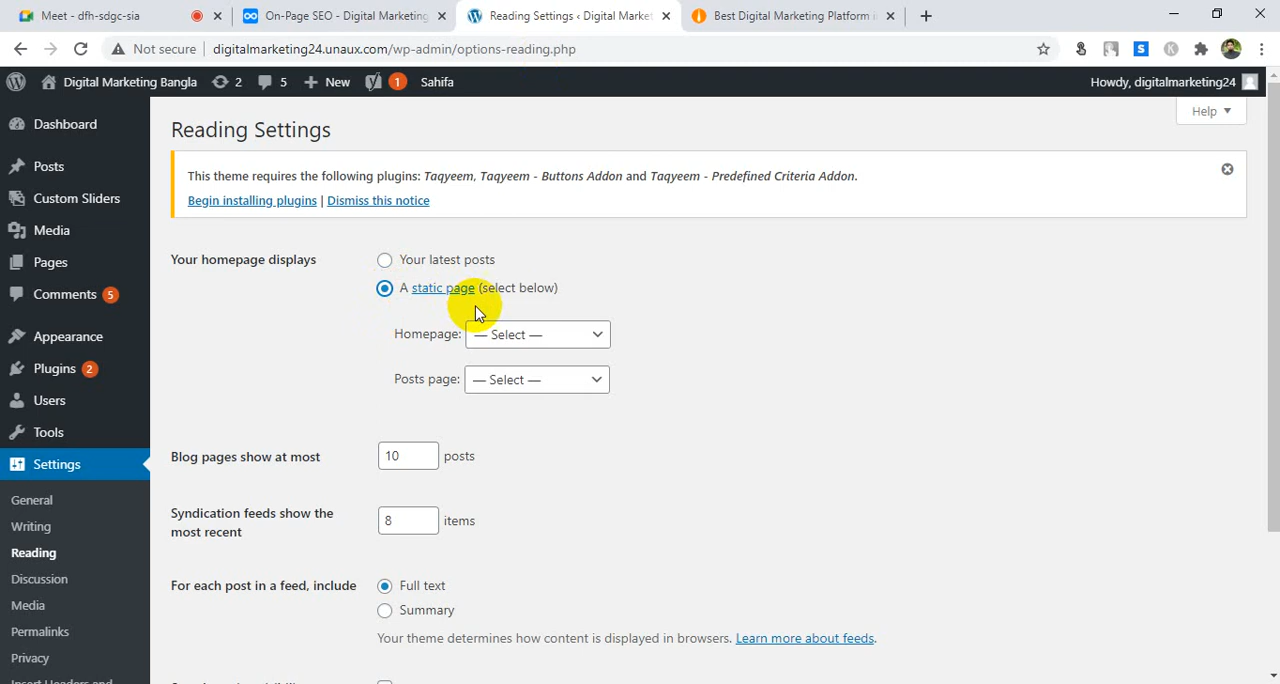 Meet - dfh-sdgc-sia
On-Page SEO - Digital Marketing
Reading Settings ‹ Digital Market
Best Digital Marketing Platform i
Not secure
digitalmarketing24.unaux.com/wp-admin/options-reading.php
Digital Marketing Bangla
2
5
New
1
Sahifa
Howdy, digitalmarketing24
Help
Dashboard
Posts
Custom Sliders
Media
Pages
Comments 5
Appearance
Plugins 2
Users
Tools
Settings
General
Writing
Reading
Discussion
Media
Permalinks
Privacy
Reading Settings
This theme requires the following plugins: Taqyeem, Taqyeem - Buttons Addon and Taqyeem - Predefined Criteria Addon.
Begin installing plugins | Dismiss this notice
Your homepage displays
Your latest posts
A static page (select below)
Homepage: — Select —
Posts page: — Select —
Blog pages show at most
10 posts
Syndication feeds show the
most recent
8 items
For each post in a feed, include
Full text
Summary
Your theme determines how content is displayed in browsers. Learn more about feeds.